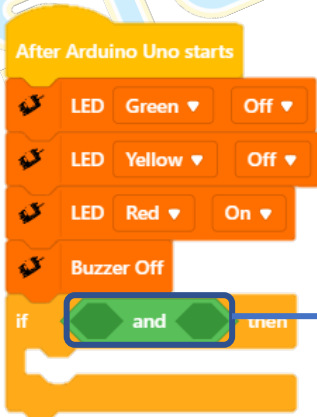 After Arduino Uno starts
LED Green Off
LED Yellow Off
LED Red On
Buzzer Off
if and then